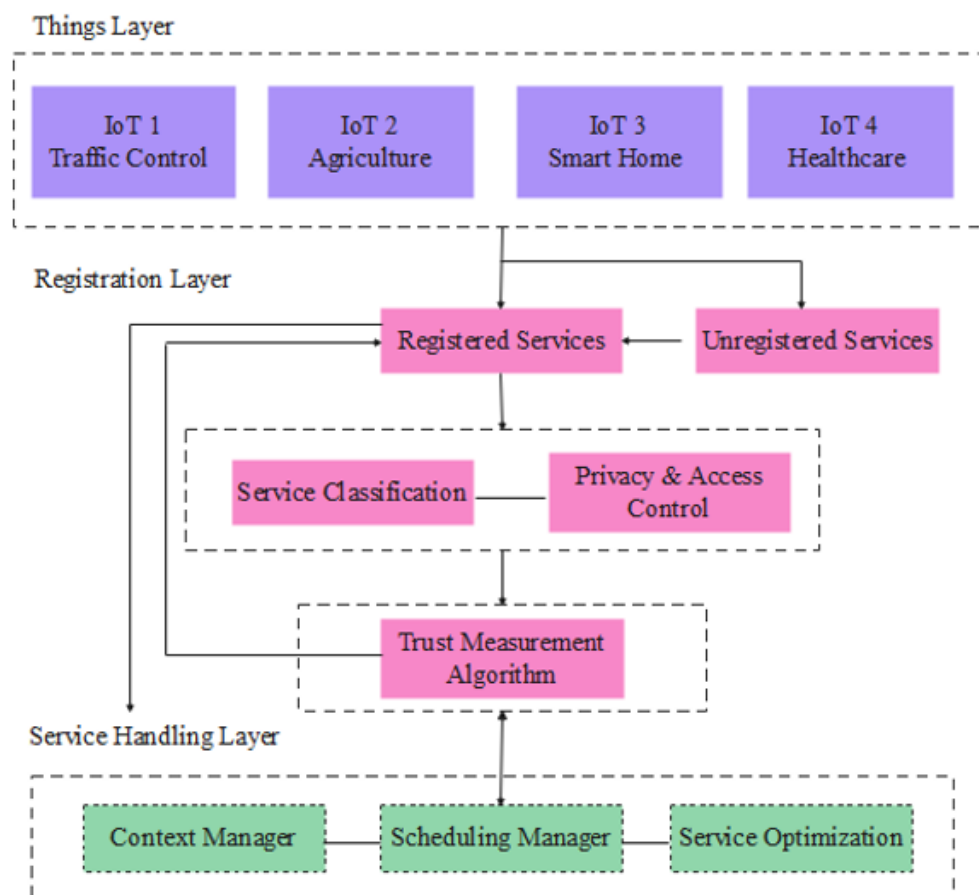 Things Layer
IoT 1
Traffic Control
IoT 2
Agriculture
IoT 3
Smart Home
IoT 4
Healthcare
Registration Layer
Registered Services
Unregistered Services
Service Classification
Privacy & Access
Control
Trust Measurement
Algorithm
Service Handling Layer
Context Manager
Scheduling Manager
Service Optimization